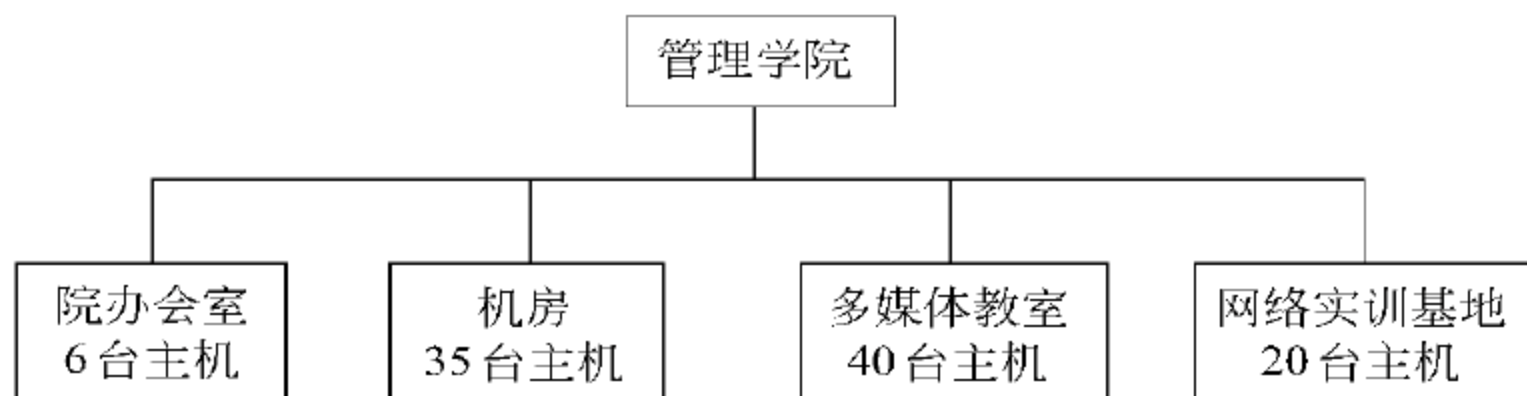 管理学院
院办会室
6台主机
机房
35台主机
多媒体教室
40台主机
网络实训基地
20台主机